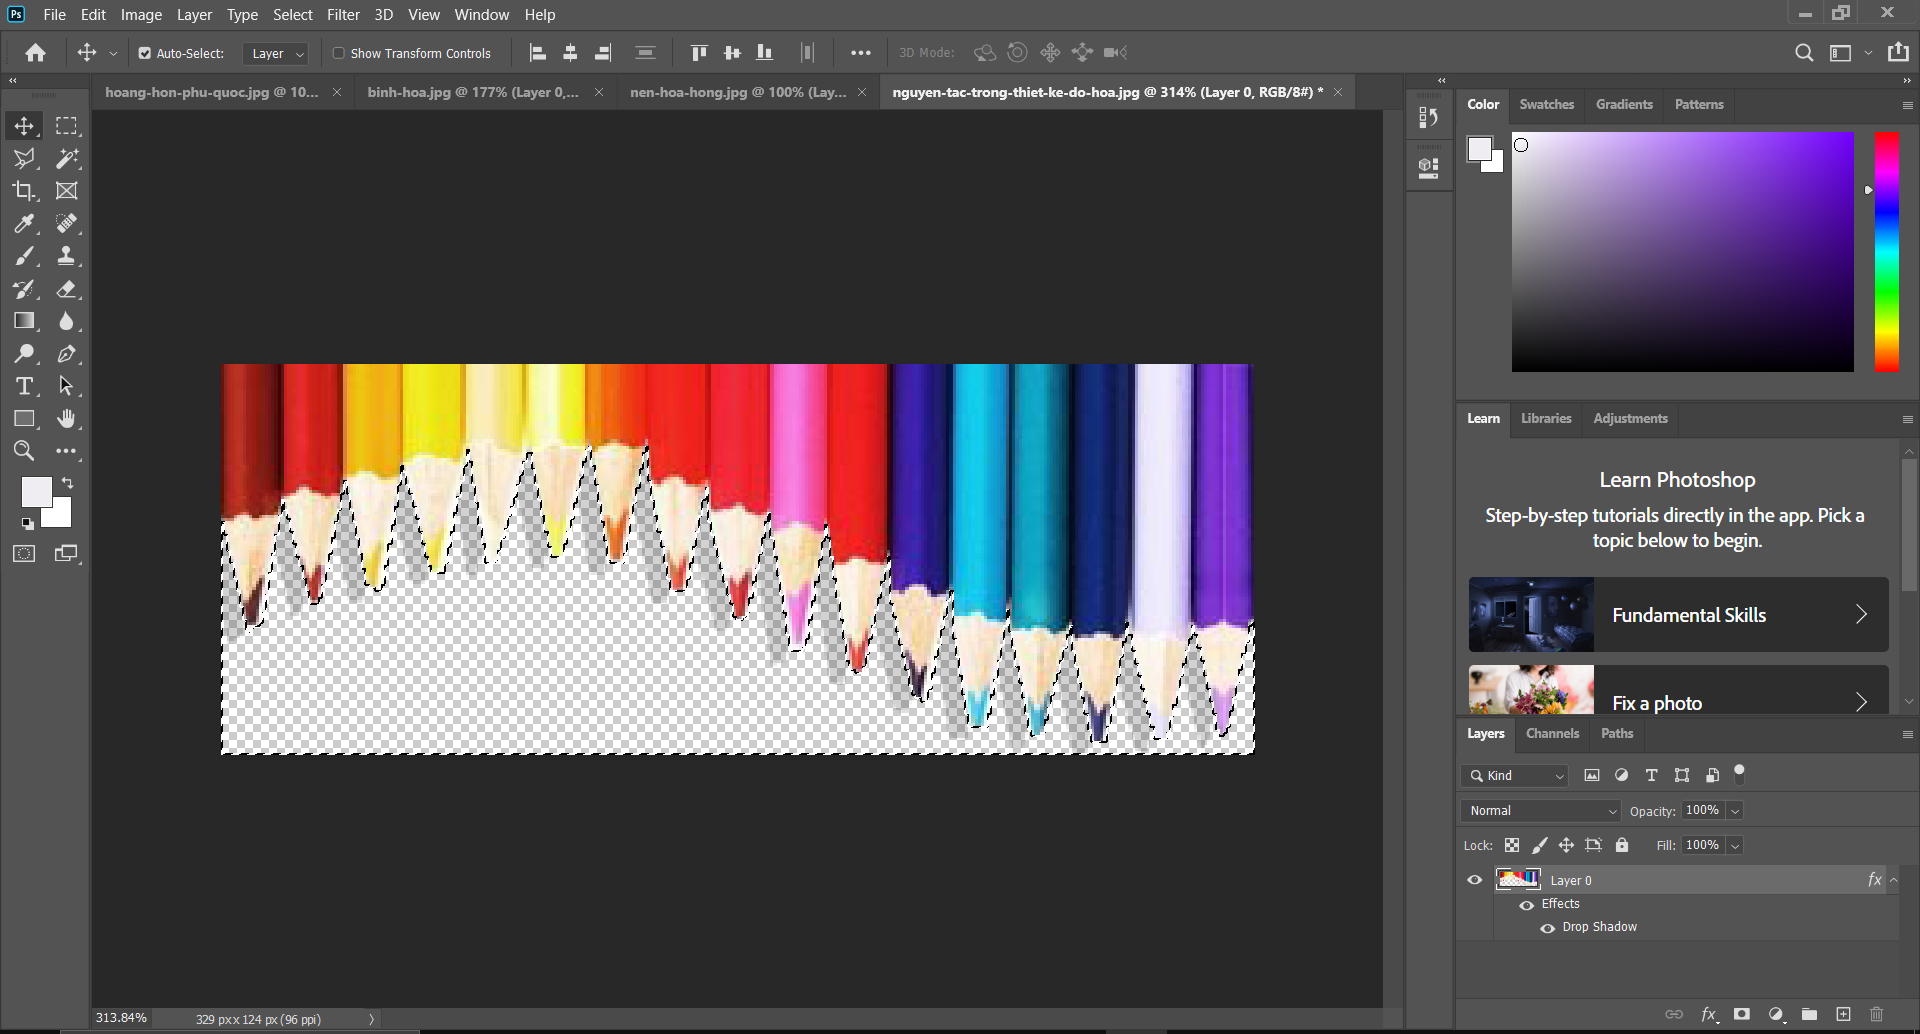 Ps File Edit Image Layer Type Select Filter 3D View Window Help
Auto-Select: Layer Show Transform Controls 3D Mode:
hoang-hon-phu-quoc.jpg @ 10... binh-hoa.jpg @ 177% (Layer 0,... nen-hoa-hong.jpg @ 100% (Lay... nguyen-tac-trong-thiet-ke-do-hoa.jpg @ 314% (Layer 0, RGB/8#) *
Color Swatches Gradients Patterns
Learn Libraries Adjustments
Learn Photoshop
Step-by-step tutorials directly in the app. Pick a
topic below to begin.
Fundamental Skills
Fix a photo
Layers Channels Paths
Kind
Normal Opacity: 100%
Lock: Fill: 100%
Layer 0 fx
Effects
Drop Shadow
313.84% 329 px x 124 px (96 ppi)
fx